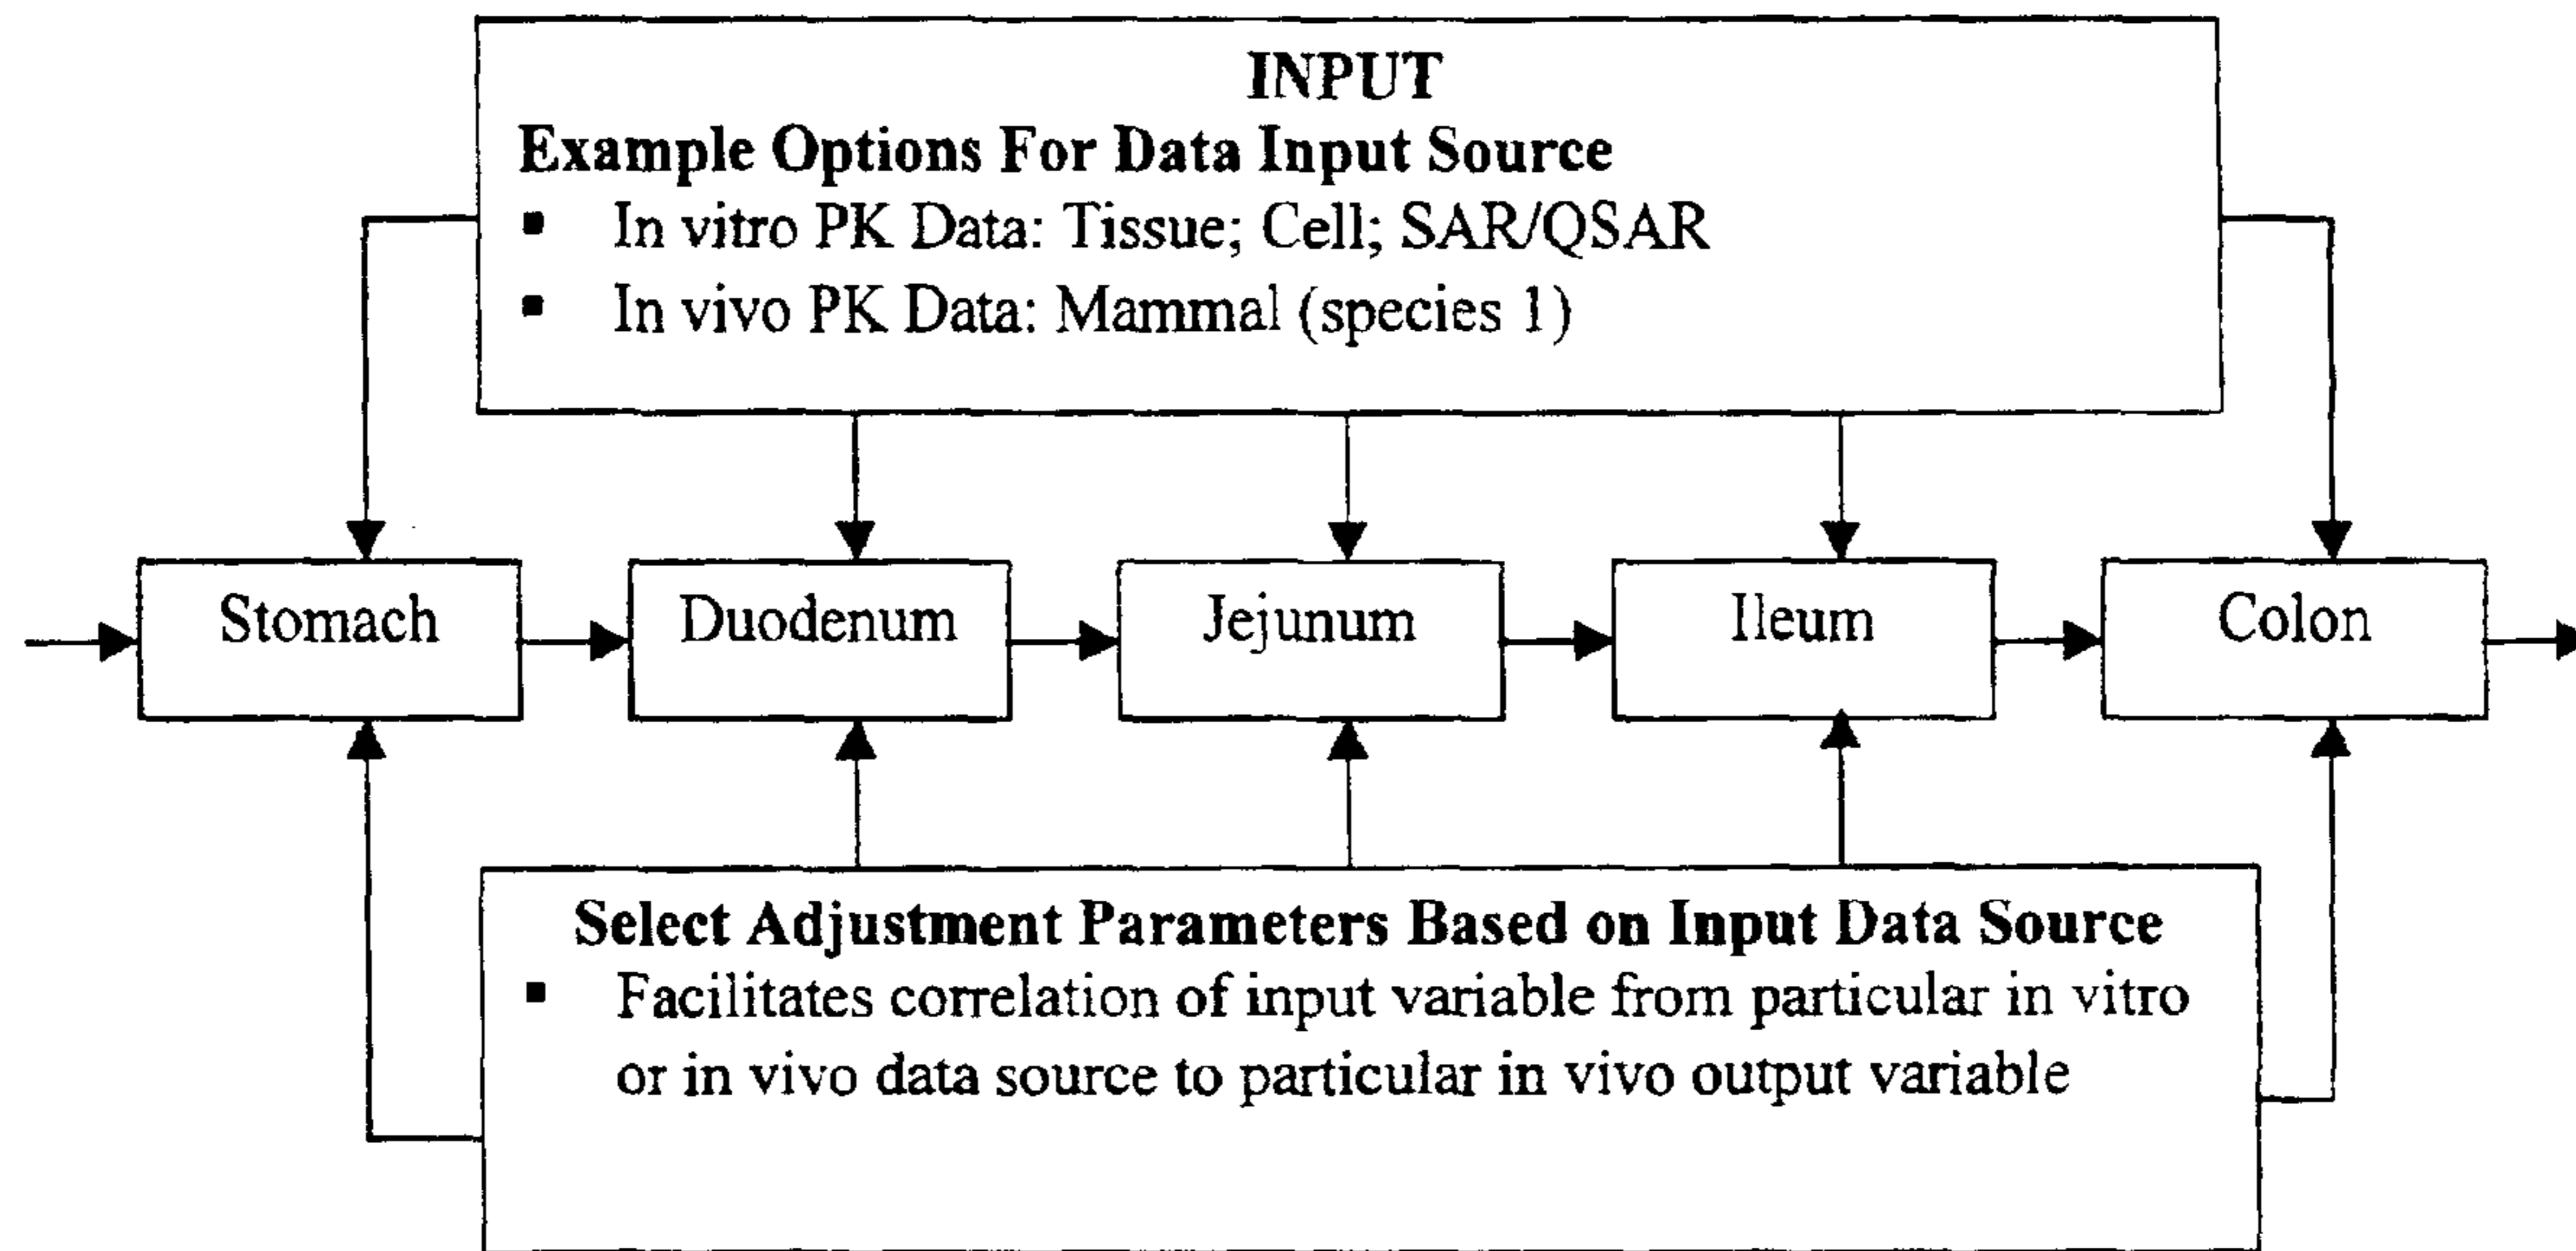 INPUT
Example Options For Data Input Source
▪ In vitro PK Data: Tissue; Cell; SAR/QSAR
▪ In vivo PK Data: Mammal (species 1)
Stomach
Duodenum
Jejunum
Ileum
Colon
Select Adjustment Parameters Based on Input Data Source
▪ Facilitates correlation of input variable from particular in vitro
or in vivo data source to particular in vivo output variable